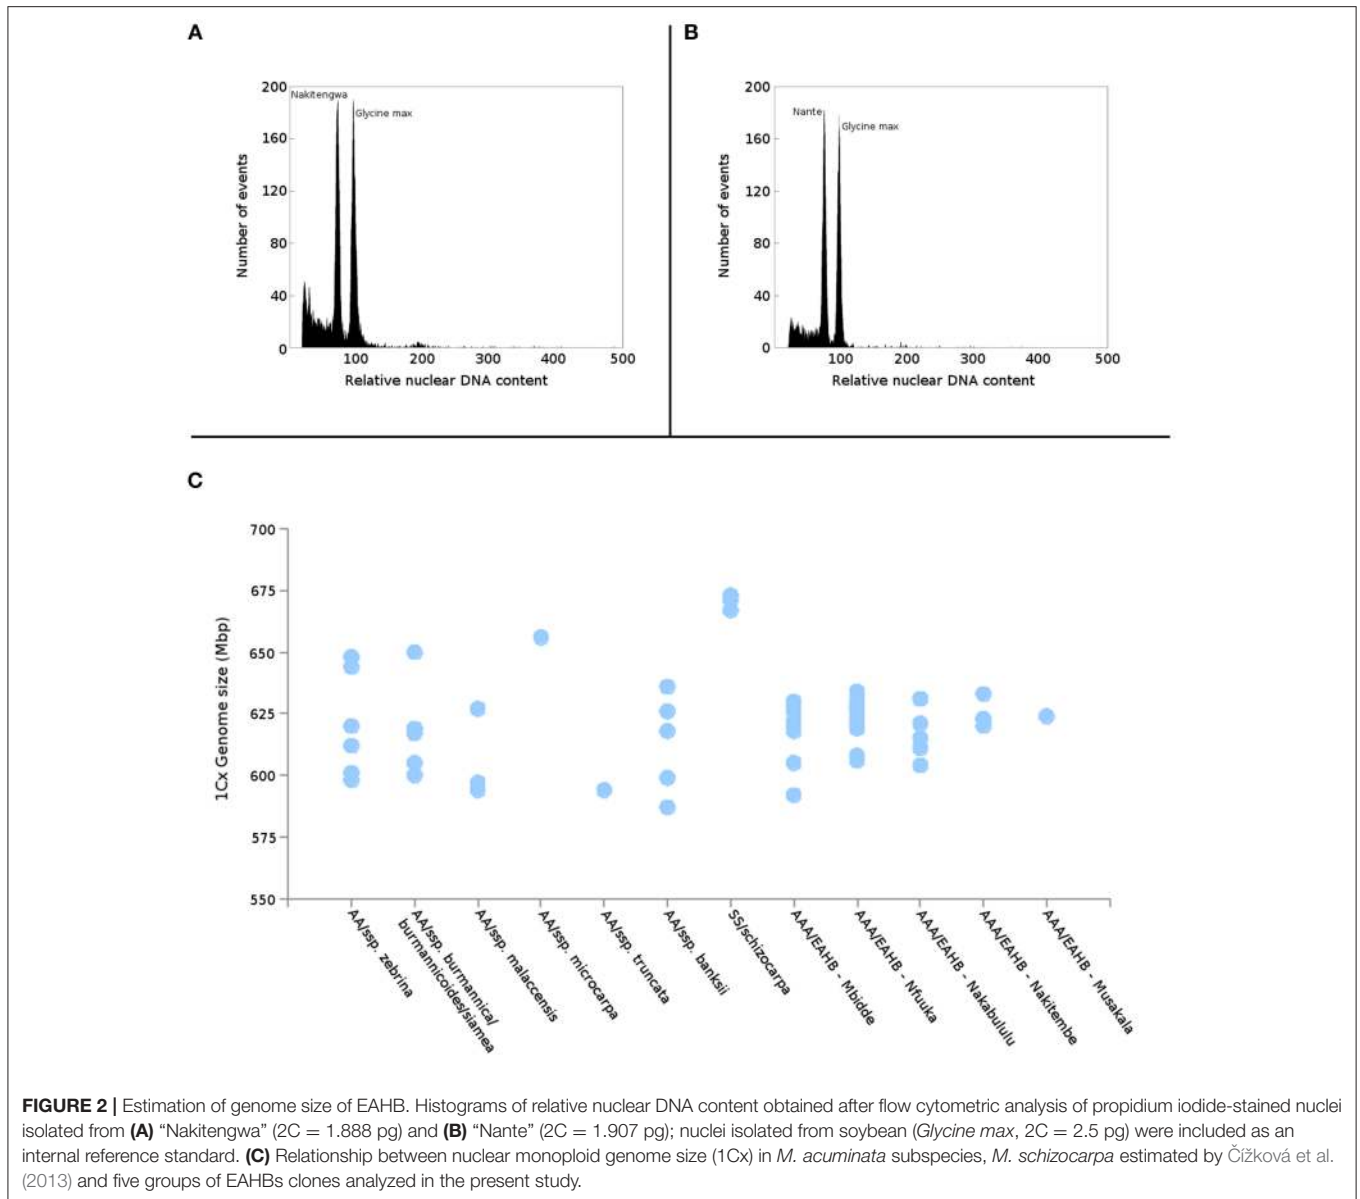 A
B
200
160
120
80
40
0
Number of events
Nakitengwa
Glycine max
100
200
300
400
500
Relative nuclear DNA content
200
160
120
80
40
0
Number of events
Nante
Glycine max
100
200
300
400
500
Relative nuclear DNA content
C
700
675
650
625
600
575
550
1Cx Genome size (Mbp)
AA/ssp. zebrina
AA/ssp. burmannica/
burmannicoides/siamea
AA/ssp. malaccensis
AA/ssp. microcarpa
AA/ssp. truncata
AA/ssp. banksii
SS/schizocarpa
AAA/EAHB - Mbidde
AAA/EAHB - Nfuuka
AAA/EAHB - Nakabululu
AAA/EAHB - Nakitembe
AAA/EAHB - Musakala
FIGURE 2 | Estimation of genome size of EAHB. Histograms of relative nuclear DNA content obtained after flow cytometric analysis of propidium iodide-stained nuclei
isolated from (A) “Nakitengwa” (2C = 1.888 pg) and (B) “Nante” (2C = 1.907 pg); nuclei isolated from soybean (Glycine max, 2C = 2.5 pg) were included as an
internal reference standard. (C) Relationship between nuclear monoploid genome size (1Cx) in M. acuminata subspecies, M. schizocarpa estimated by Čížková et al.
(2013) and five groups of EAHBs clones analyzed in the present study.